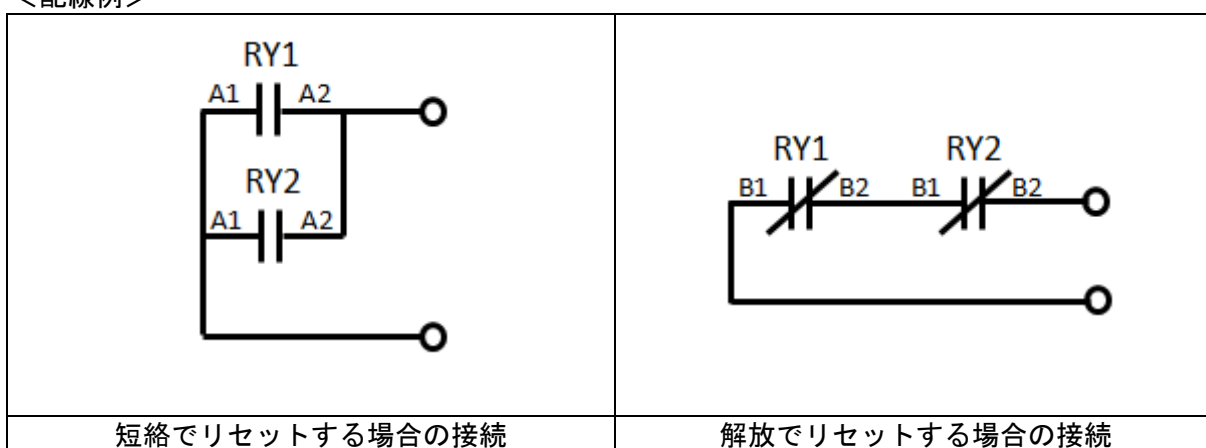 ＜配線例＞
RY1
A1 A2
RY2
A1 A2
RY1 RY2
B1 B2 B1 B2
短絡でリセットする場合の接続
解放でリセットする場合の接続